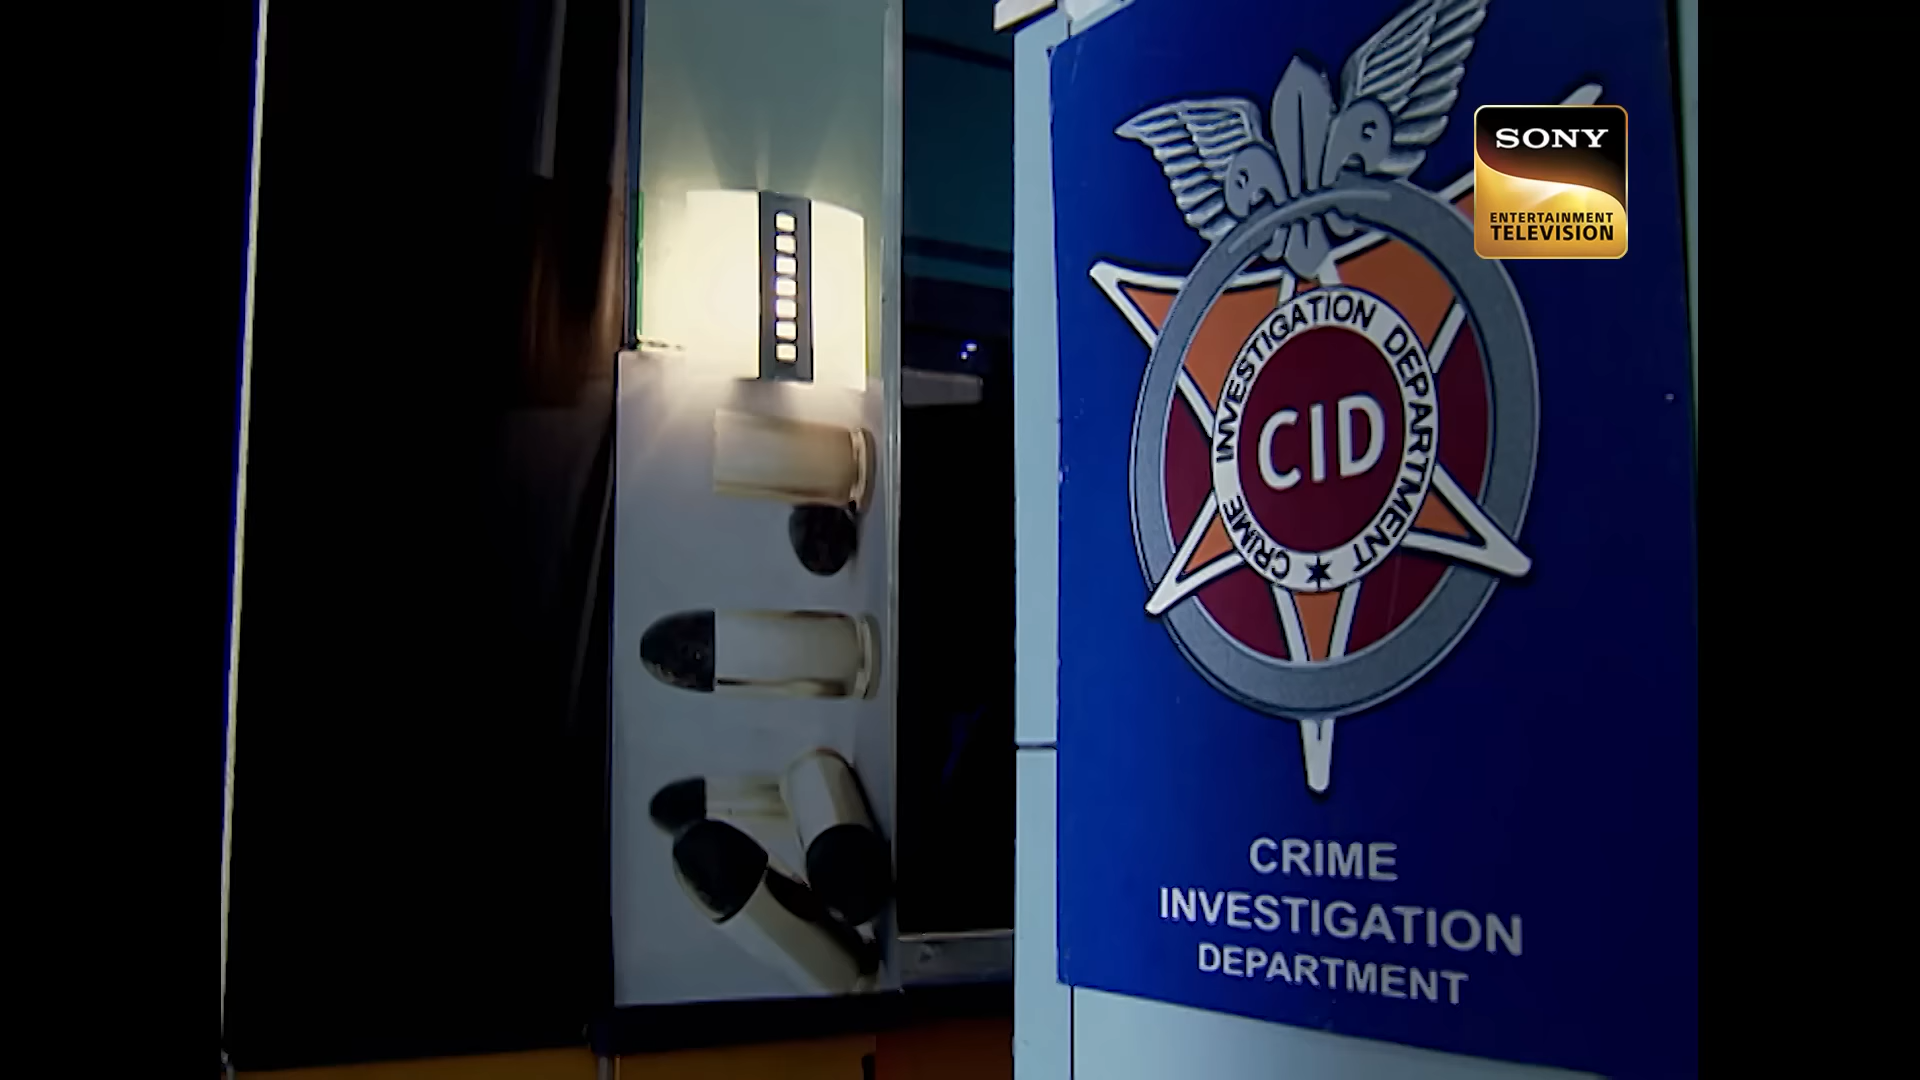 SONY
ENTERTAINMENT
TELEVISION
CRIME INVESTIGATION DEPARTMENT
CID
CRIME
INVESTIGATION
DEPARTMENT